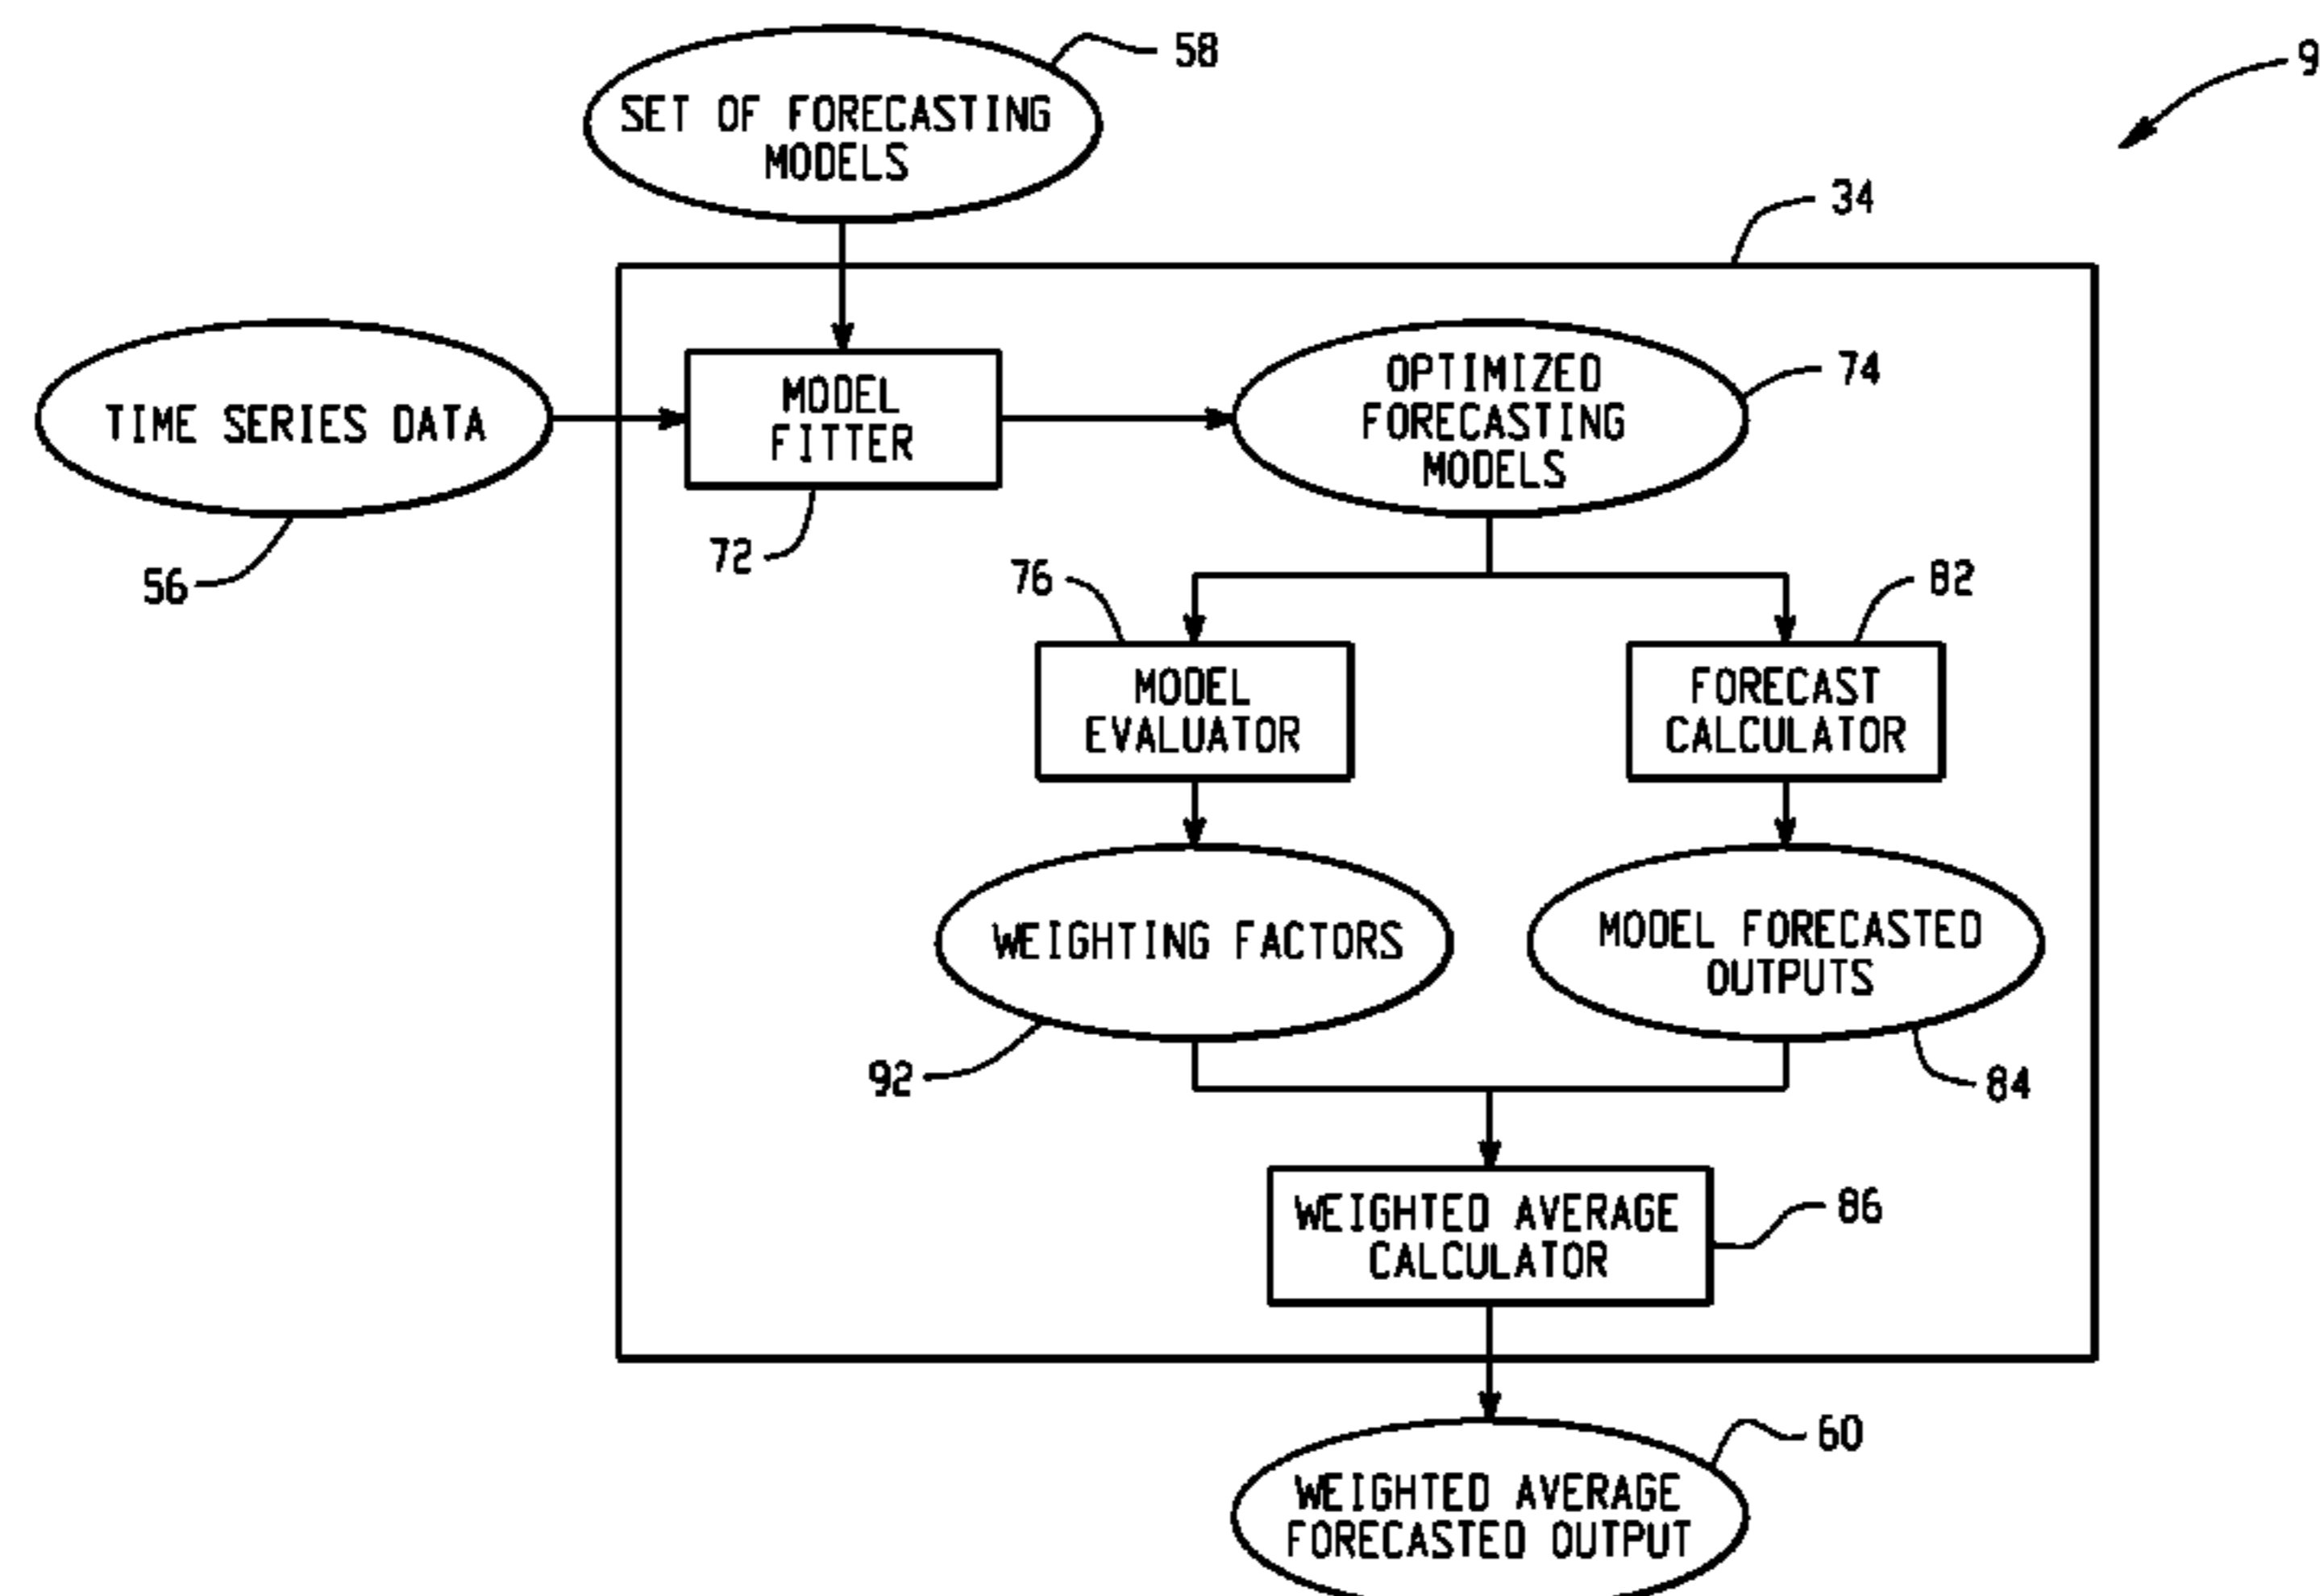 58
9
SET OF FORECASTING
MODELS
34
TIME SERIES DATA
MODEL
FITTER
OPTIMIZED
FORECASTING
MODELS
74
56
72
76
82
MODEL
EVALUATOR
FORECAST
CALCULATOR
WEIGHTING FACTORS
MODEL FORECASTED
OUTPUTS
92
84
WEIGHTED AVERAGE
CALCULATOR
86
60
WEIGHTED AVERAGE
FORECASTED OUTPUT